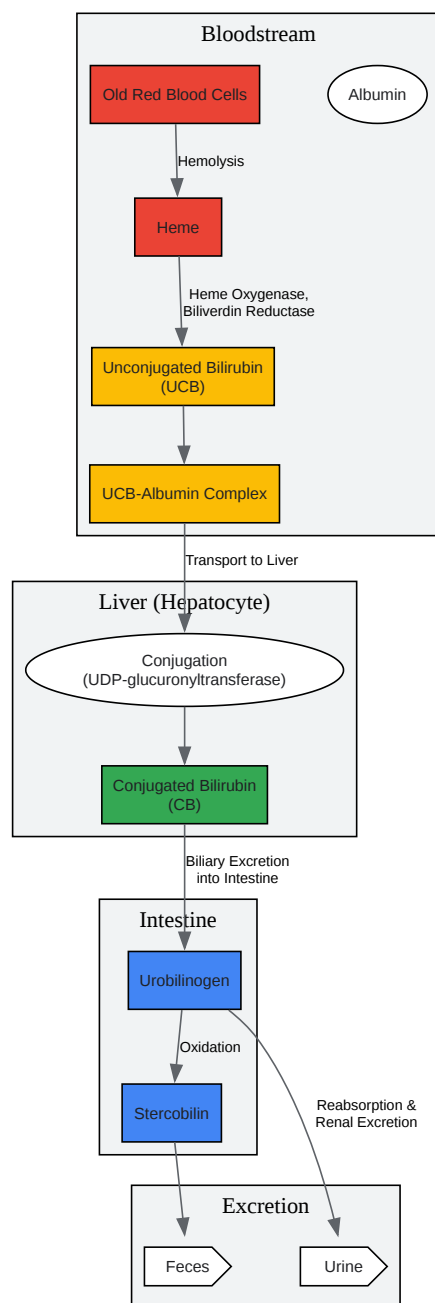 Bloodstream
Old Red Blood Cells
Albumin
Hemolysis
Heme
Heme Oxygenase,
Biliverdin Reductase
Unconjugated Bilirubin
(UCB)
UCB-Albumin Complex
Transport to Liver
Liver (Hepatocyte)
Conjugation
(UDP-glucuronyltransferase)
Conjugated Bilirubin
(CB)
Biliary Excretion
into Intestine
Intestine
Urobilinogen
Oxidation
Stercobilin
Reabsorption &
Renal Excretion
Excretion
Feces
Urine